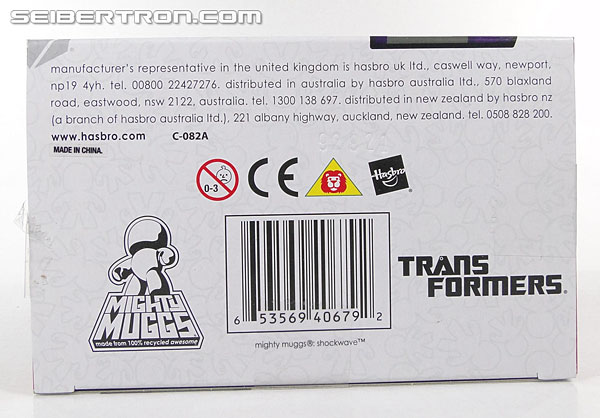 SEIBERTRON.COM
manufacturer's representative in the united kingdom is hasbro uk ltd., caswell way, newport,
np19 4yh. tel. 00800 22427276. distributed in australia by hasbro australia ltd., 570 blaxland
road, eastwood, nsw 2122, australia. tel. 1300 138 697. distributed in new zealand by hasbro nz
(a branch of hasbro australia ltd.), 221 albany highway, auckland, new zealand. tel. 0508 828 200.
www.hasbro.com C-082A
MADE IN CHINA.
0-3 CE Hasbro
MIGHTY
MUGGS
made from 100% recycled awesome
6 53569 40679 2
mighty muggs®: shockwave™
TRANS
FORMERS.